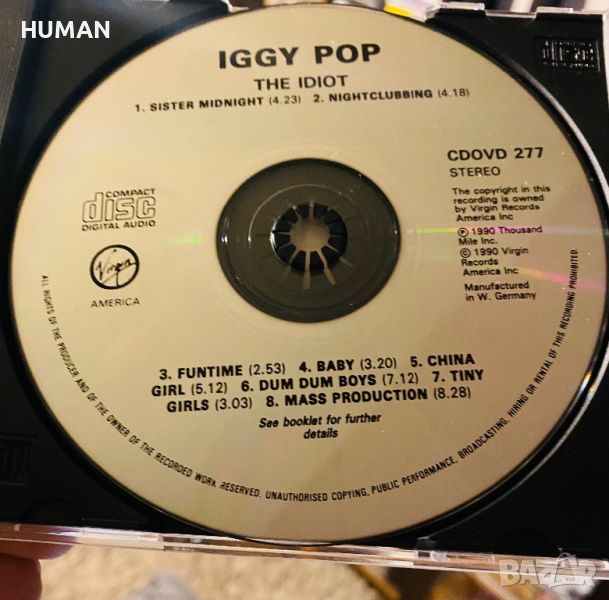 HUMAN
IGGY POP
THE IDIOT
1. SISTER MIDNIGHT (4.23) 2. NIGHTCLUBBING (4.18)
CDOVD 277
STEREO
The copyright in this
recording is owned
by Virgin Records
America Inc
℗ 1990 Thousand
Mile Inc.
© 1990 Virgin
Records
America Inc
Manufactured
in W. Germany
COMPACT
disc
DIGITAL AUDIO
Virgin
AMERICA
3. FUNTIME (2.53) 4. BABY (3.20) 5. CHINA
GIRL (5.12) 6. DUM DUM BOYS (7.12) 7. TINY
GIRLS (3.03) 8. MASS PRODUCTION (8.28)
See booklet for further
details
ALL RIGHTS OF THE PRODUCER AND OF THE OWNER OF THE RECORDED WORK RESERVED. UNAUTHORISED COPYING, PUBLIC PERFORMANCE, BROADCASTING, HIRING OR RENTAL OF THIS RECORDING PROHIBITED.
disc
BAZAR